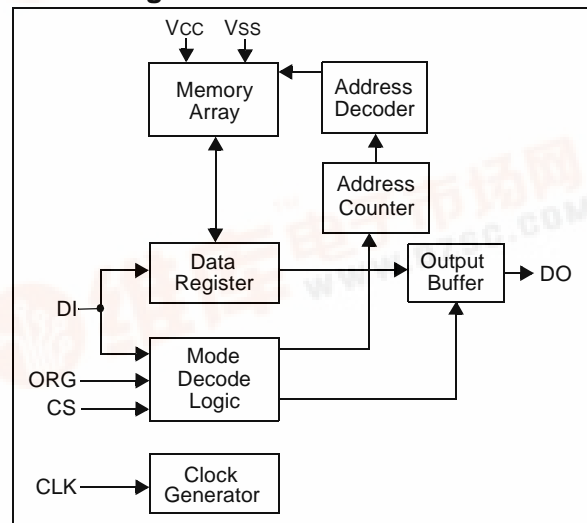 VCC VSS
Memory
Array
Address
Decoder
Address
Counter
Data
Register
Output
Buffer
DO
DI
Mode
Decode
Logic
ORG
CS
CLK
Clock
Generator